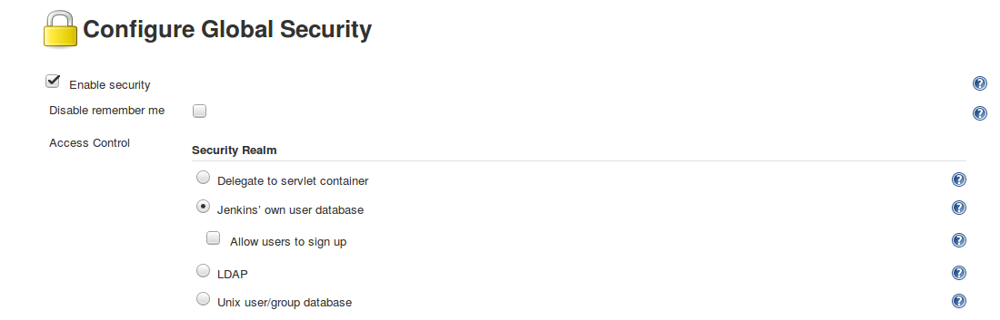 Configure Global Security
Enable security
Disable remember me
Access Control
Security Realm
Delegate to servlet container
Jenkins' own user database
Allow users to sign up
LDAP
Unix user/group database